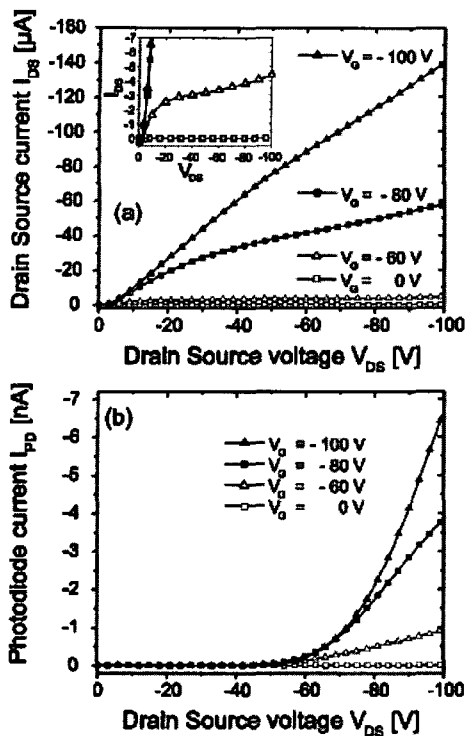 -160
-140
-120
-100
-80
-60
-40
-20
0
Drain Source current I_DS [µA]
-7
-6
-5
-4
-3
-2
-1
0
I_DS
0 -20 -40 -60 -80 -100
V_DS
(a)
V_G = - 100 V
V_G = - 80 V
V_G = - 60 V
V_G = 0 V
0 -20 -40 -60 -80 -100
Drain Source voltage V_DS [V]
-7
-6
-5
-4
-3
-2
-1
0
Photodiode current I_PD [nA]
(b)
V_G = - 100 V
V_G = - 80 V
V_G = - 60 V
V_G = 0 V
0 -20 -40 -60 -80 -100
Drain Source voltage V_DS [V]